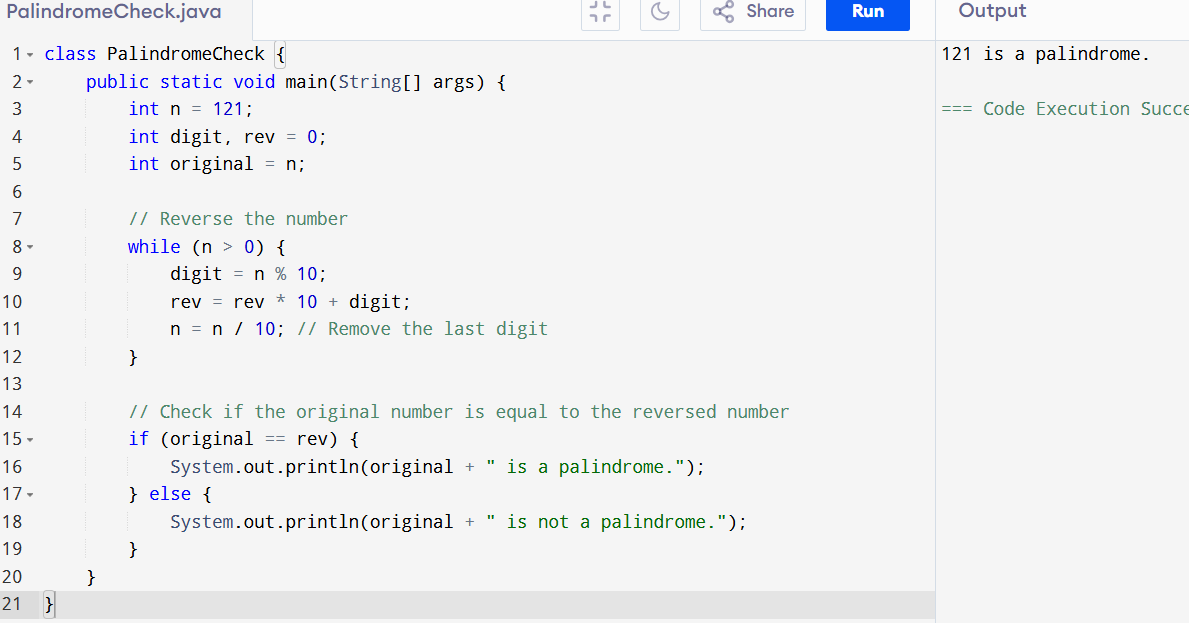 PalindromeCheck.java
Share
Run
Output
1 class PalindromeCheck {
2     public static void main(String[] args) {
3         int n = 121;
4         int digit, rev = 0;
5         int original = n;
6
7         // Reverse the number
8         while (n > 0) {
9             digit = n % 10;
10             rev = rev * 10 + digit;
11             n = n / 10; // Remove the last digit
12         }
13
14         // Check if the original number is equal to the reversed number
15         if (original == rev) {
16             System.out.println(original + " is a palindrome.");
17         } else {
18             System.out.println(original + " is not a palindrome.");
19         }
20     }
21 }
121 is a palindrome.
=== Code Execution Succe